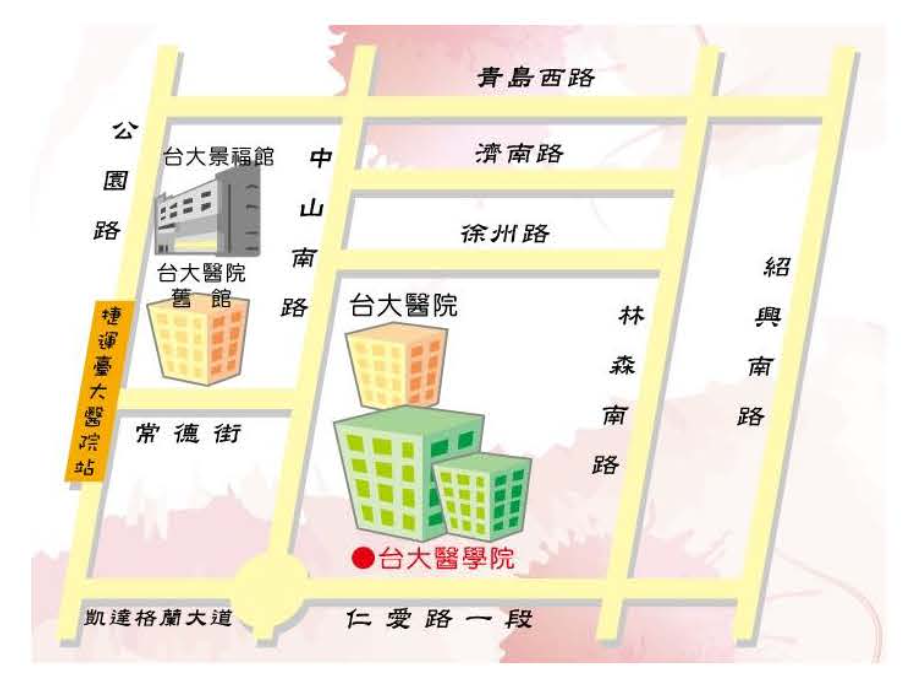 青島西路
公園路
台大景福館
中山南路
濟南路
徐州路
紹興南路
台大醫院
舊館
台大醫院
林森南路
捷運臺大醫院站
常德街
●台大醫學院
凱達格蘭大道
仁愛路一段